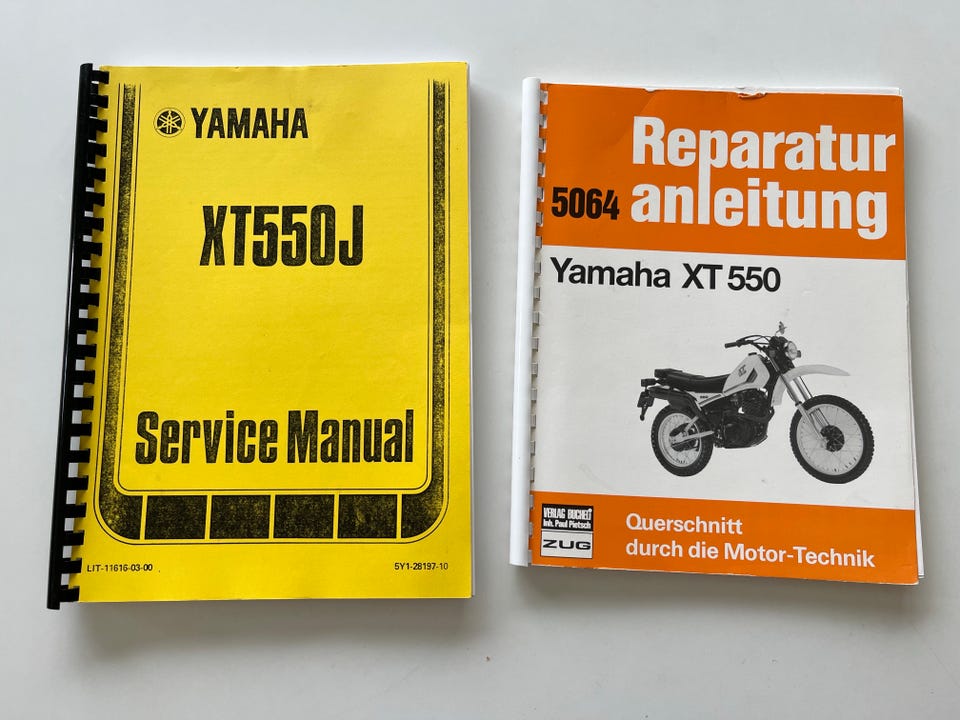 YAMAHA
XT550J
Service Manual
LIT-11616-03-00
5Y1-28197-10
Reparatur
5064 anleitung
Yamaha XT 550
VERLAG BUCHELI
Inh. Paul Pietsch
ZUG
Querschnitt
durch die Motor-Technik